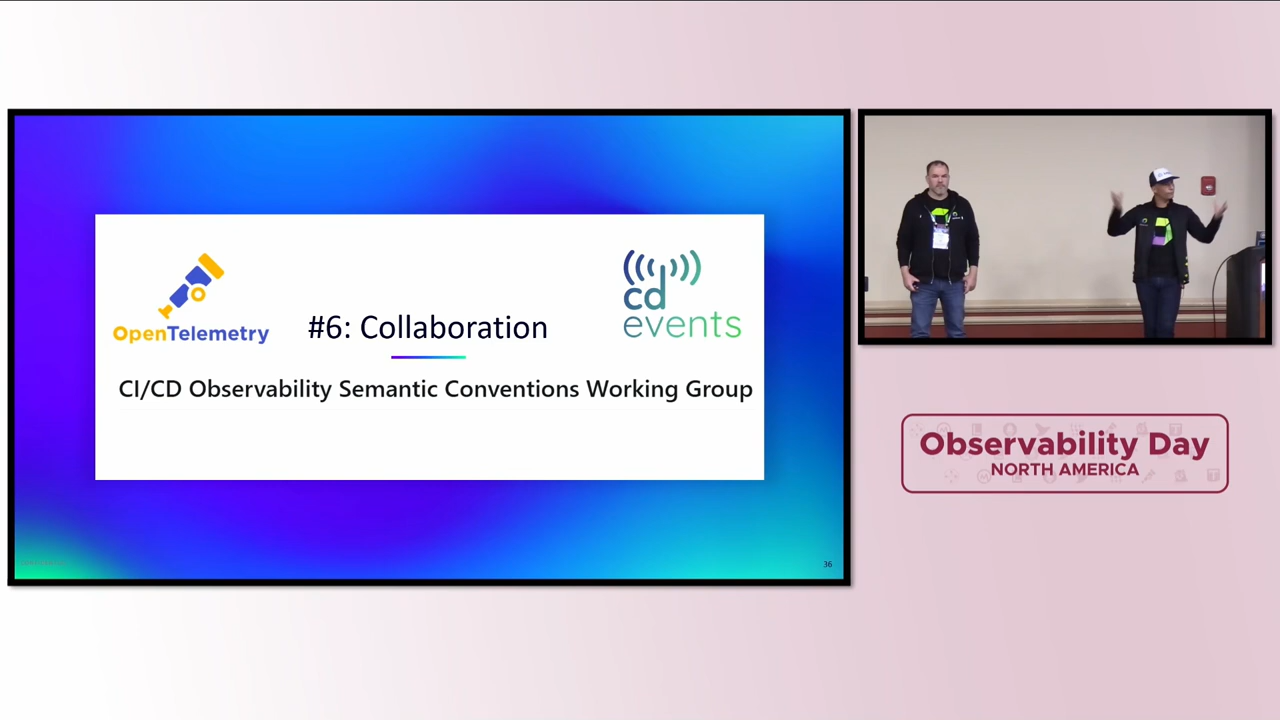 OpenTelemetry
#6: Collaboration
cd
events
CI/CD Observability Semantic Conventions Working Group
36
Observability Day
NORTH AMERICA